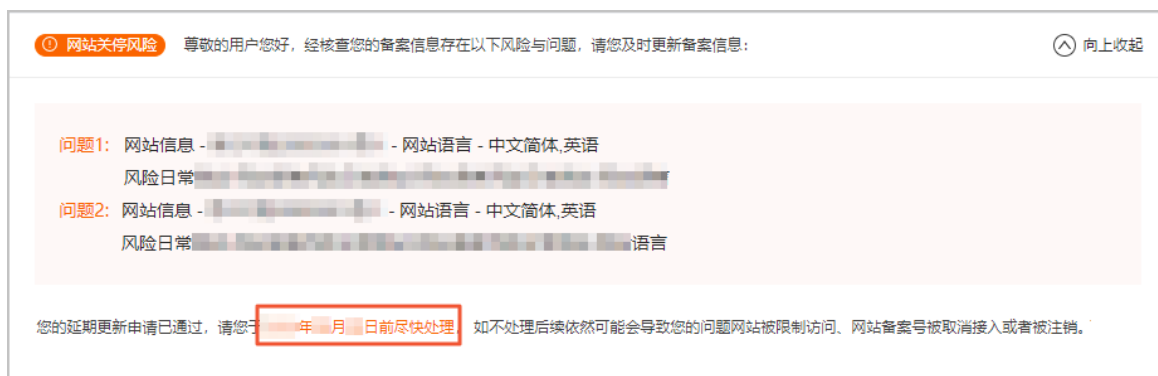 网站关停风险 尊敬的用户您好，经核查您的备案信息存在以下风险与问题，请您及时更新备案信息： 向上收起
问题1: 网站信息 - - 网站语言 - 中文简体,英语
风险日常
问题2: 网站信息 - - 网站语言 - 中文简体,英语
风险日常 语言
您的延期更新申请已通过，请您于 年 月 日前尽快处理， 如不处理后续依然可能会导致您的问题网站被限制访问、网站备案号被取消接入或者被注销。